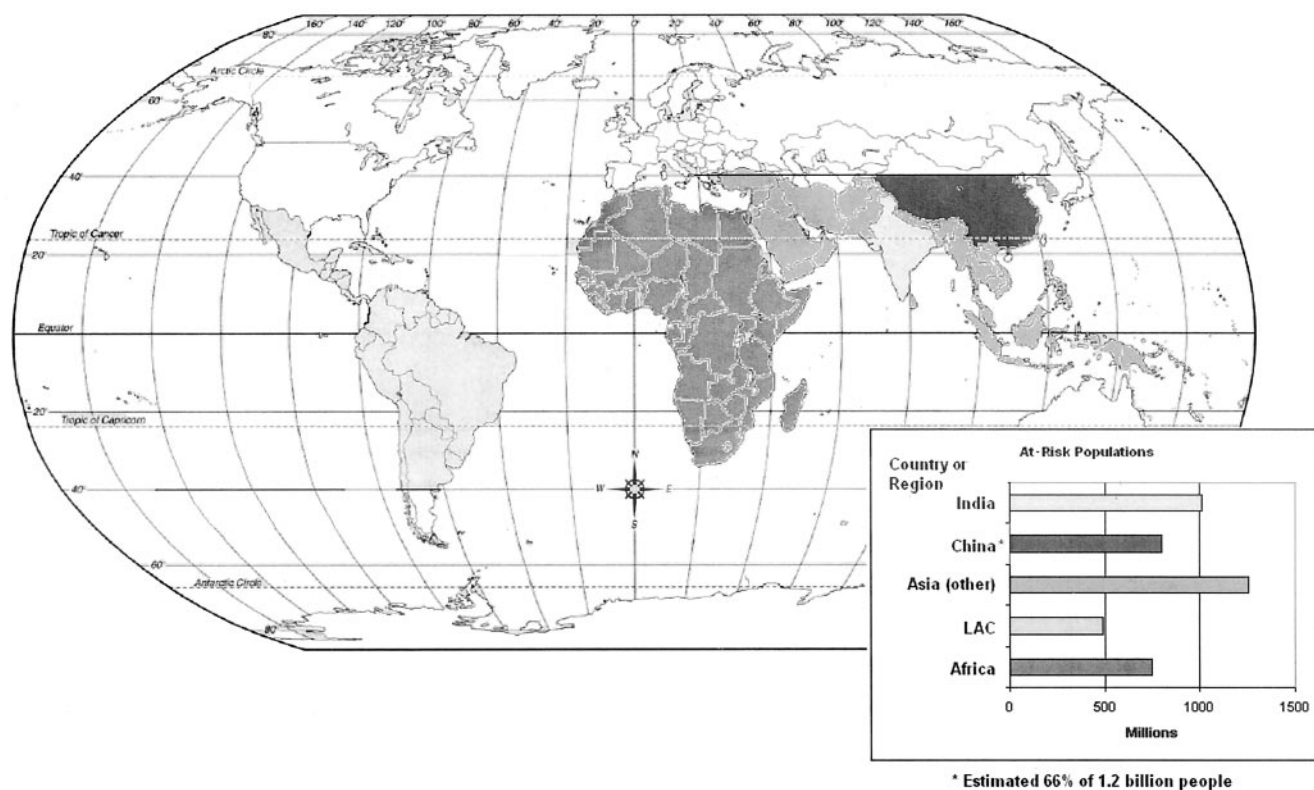 160° 140° 120° 100° 80° 60° 40° 20° 0° 20° 40° 60° 80° 100° 120° 140° 160°
80°
Arctic Circle
60°
40°
Tropic of Cancer
20°
Equator
0°
20°
Tropic of Capricorn
40°
N
W E
S
60°
Antarctic Circle
80°
At-Risk Populations
Country or
Region
India
China*
Asia (other)
LAC
Africa
0 500 1000 1500
Millions
* Estimated 66% of 1.2 billion people